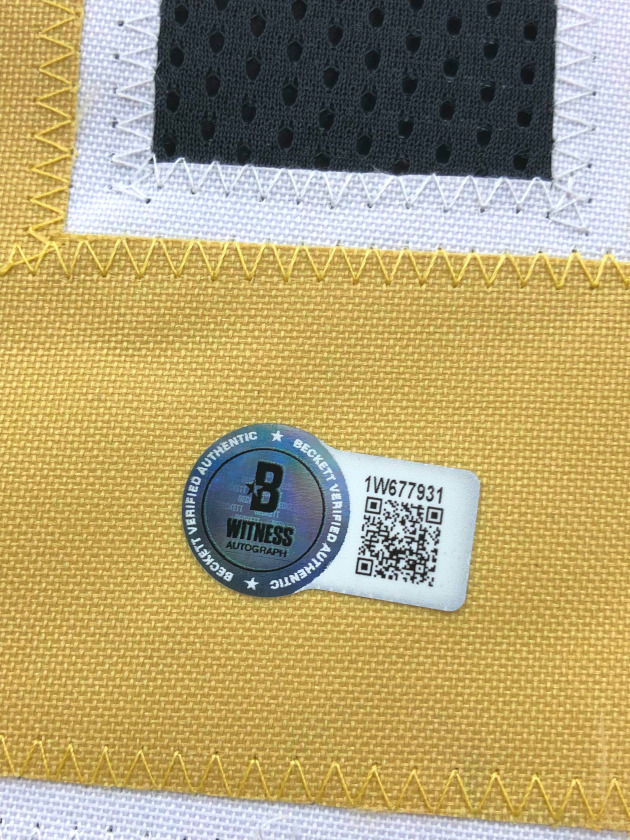 BECKETT VERIFIED AUTHENTIC ★ BECKETT VERIFIED AUTHENTIC ★
B
WITNESS
AUTOGRAPH
1W677931